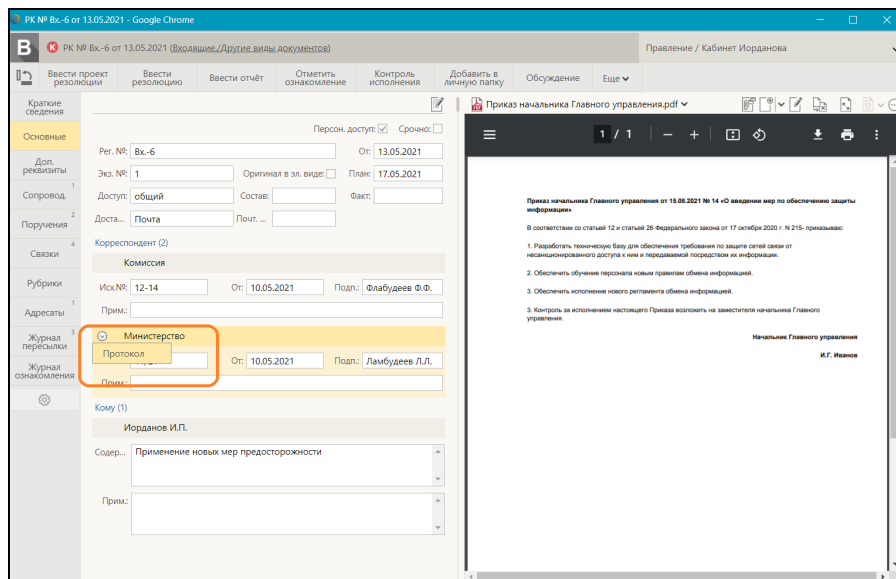 РК № Вх.-6 от 13.05.2021 - Google Chrome
В К РК № Вх.-6 от 13.05.2021 (Входящие./Другие виды документов)
Правление / Кабинет Иорданова
Ввести проект резолюции
Ввести резолюцию
Ввести отчёт
Отметить ознакомление
Контроль исполнения
Добавить в личную папку
Обсуждение
Еще
Краткие сведения
Основные
Доп. реквизиты
Сопровод. 1
Поручения 2
Связки 4
Рубрики
Адресаты 1
Журнал пересылки 3
Журнал ознакомления
Персон. доступ: Срочно:
Рег. №: Вх.-6 От: 13.05.2021
Экз. №: 1 Оригинал в эл. виде: План: 17.05.2021
Доступ: общий Состав: Факт:
Доста... Почта Почт. ...
Корреспондент (2)
Комиссия
Исх.№: 12-14 От: 10.05.2021 Подп.: Флабудеев Ф.Ф.
Прим.:
Министерство
Протокол
От: 10.05.2021 Подп.: Ламбудеев Л.Л.
Прим.:
Кому (1)
Иорданов И.П.
Содер... Применение новых мер предосторожности
Прим.:
Приказ начальника Главного управления.pdf
1 / 1
Приказ начальника Главного управления от 15.08.2021 № 14 «О введении мер по обеспечению защиты
информации»
В соответствии со статьей 12 и статьей 26 Федерального закона от 17 октября 2020 г. N 215- приказываю:
1. Разработать техническую базу для обеспечения требования по защите сетей связи от
несанкционированного доступа к ним и передаваемой посредством их информации.
2. Обеспечить обучение персонала новым правилам обмена информацией.
3. Обеспечить исполнение нового регламента обмена информацией.
3. Контроль за исполнением настоящего Приказа возложить на заместителя начальника Главного
управления.
Начальник Главного управления
И.Г. Иванов